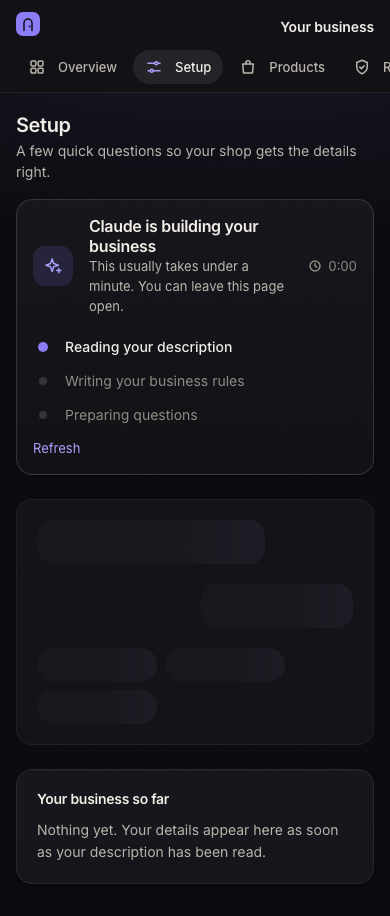 Your business
Overview
Setup
Products
R
Setup
A few quick questions so your shop gets the details
right.
Claude is building your
business
This usually takes under a
minute. You can leave this page
open.
0:00
Reading your description
Writing your business rules
Preparing questions
Refresh
Your business so far
Nothing yet. Your details appear here as soon
as your description has been read.